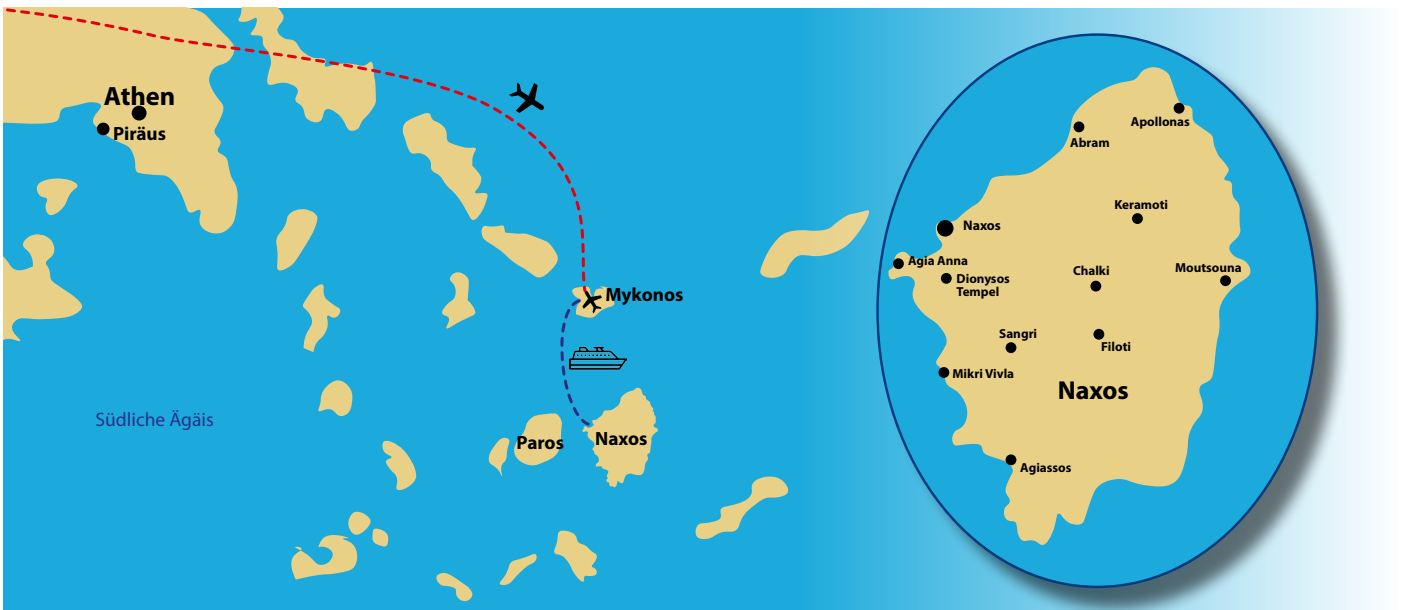 Athen
Piräus
Mykonos
Südliche Ägäis
Paros
Naxos
Apollonas
Abram
Keramoti
Naxos
Agia Anna
Dionysos
Tempel
Chalki
Moutsouna
Sangri
Filoti
Mikri Vivla
Naxos
Agiassos